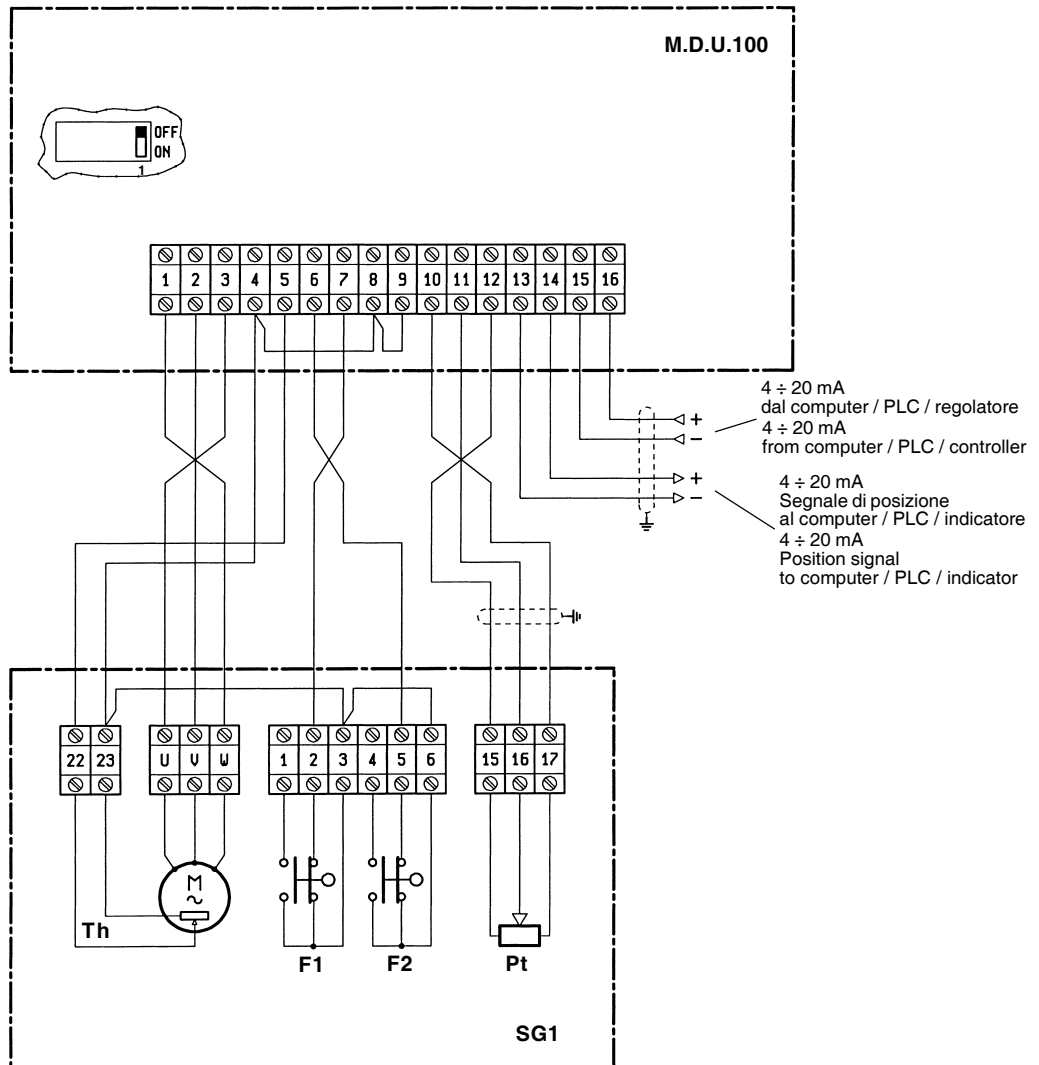 M.D.U.100
OFF
ON
1
1 2 3 4 5 6 7 8 9 10 11 12 13 14 15 16
4 ÷ 20 mA
dal computer / PLC / regolatore
4 ÷ 20 mA
from computer / PLC / controller
+
−
+
−
4 ÷ 20 mA
Segnale di posizione
al computer / PLC / indicatore
4 ÷ 20 mA
Position signal
to computer / PLC / indicator
22 23 U V W 1 2 3 4 5 6 15 16 17
M
~
Th
F1
F2
Pt
SG1